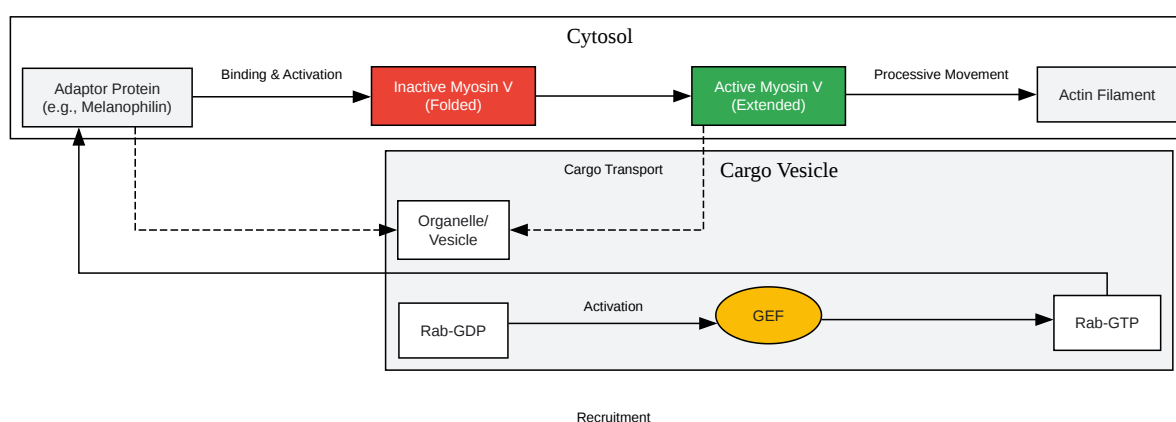 Cytosol
Adaptor Protein
(e.g., Melanophilin)
Binding & Activation
Inactive Myosin V
(Folded)
Active Myosin V
(Extended)
Processive Movement
Actin Filament
Cargo Transport
Cargo Vesicle
Organelle/
Vesicle
Rab-GDP
Activation
GEF
Rab-GTP
Recruitment